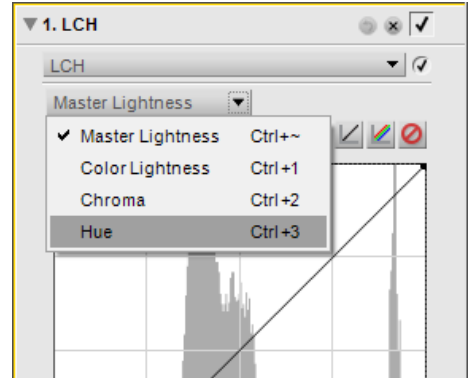 1. LCH
LCH
Master Lightness
Master Lightness Ctrl+~
Color Lightness Ctrl+1
Chroma Ctrl+2
Hue Ctrl+3